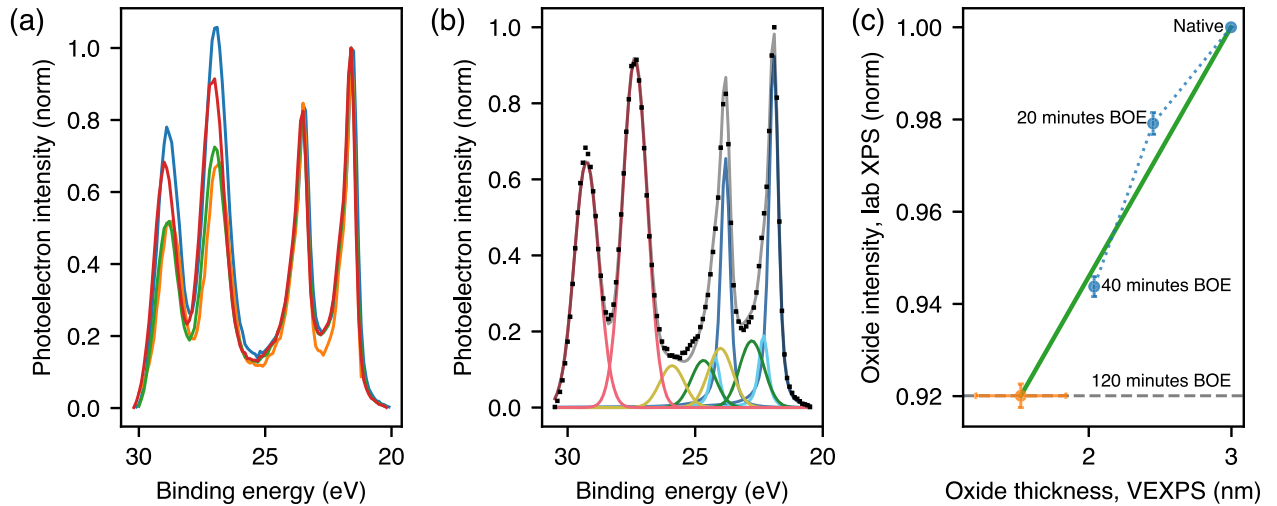 (a)
Photoelectron intensity (norm)
1.0
0.8
0.6
0.4
0.2
0.0
30
25
20
Binding energy (eV)
(b)
Photoelectron intensity (norm)
1.0
0.8
0.6
0.4
0.2
0.0
30
25
20
Binding energy (eV)
(c)
Oxide intensity, lab XPS (norm)
1.00
0.98
0.96
0.94
0.92
Native
20 minutes BOE
40 minutes BOE
120 minutes BOE
2
3
Oxide thickness, VEXPS (nm)